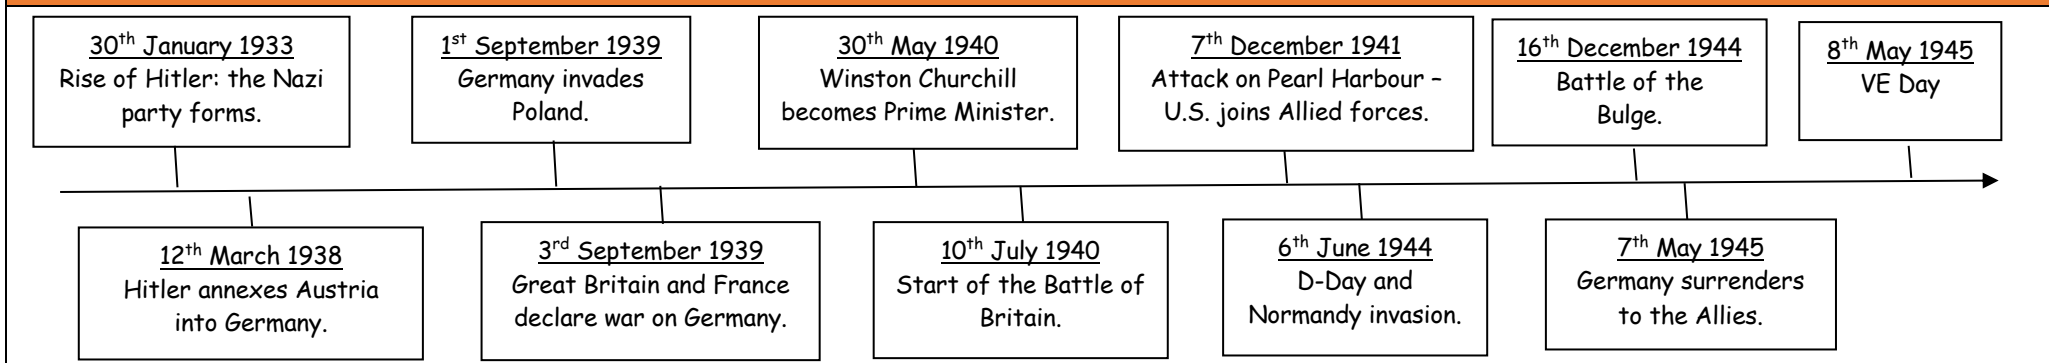 30th January 1933
Rise of Hitler: the Nazi
party forms.
1st September 1939
Germany invades
Poland.
30th May 1940
Winston Churchill
becomes Prime Minister.
7th December 1941
Attack on Pearl Harbour –
U.S. joins Allied forces.
16th December 1944
Battle of the
Bulge.
8th May 1945
VE Day
12th March 1938
Hitler annexes Austria
into Germany.
3rd September 1939
Great Britain and France
declare war on Germany.
10th July 1940
Start of the Battle of
Britain.
6th June 1944
D-Day and
Normandy invasion.
7th May 1945
Germany surrenders
to the Allies.